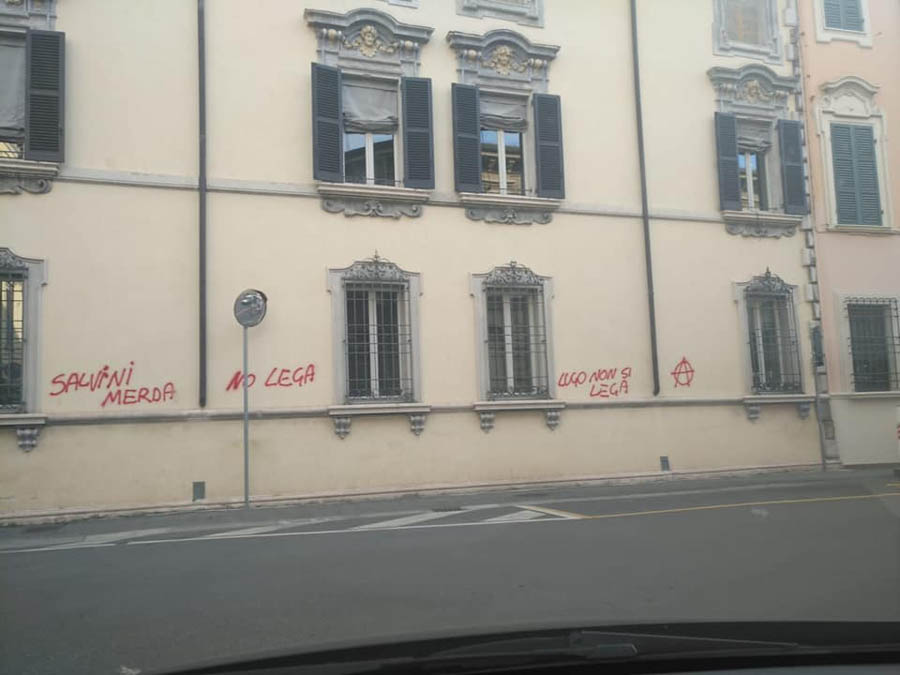 SALVINI
MERDA
NO LEGA
LUGO NON SI
LEGA